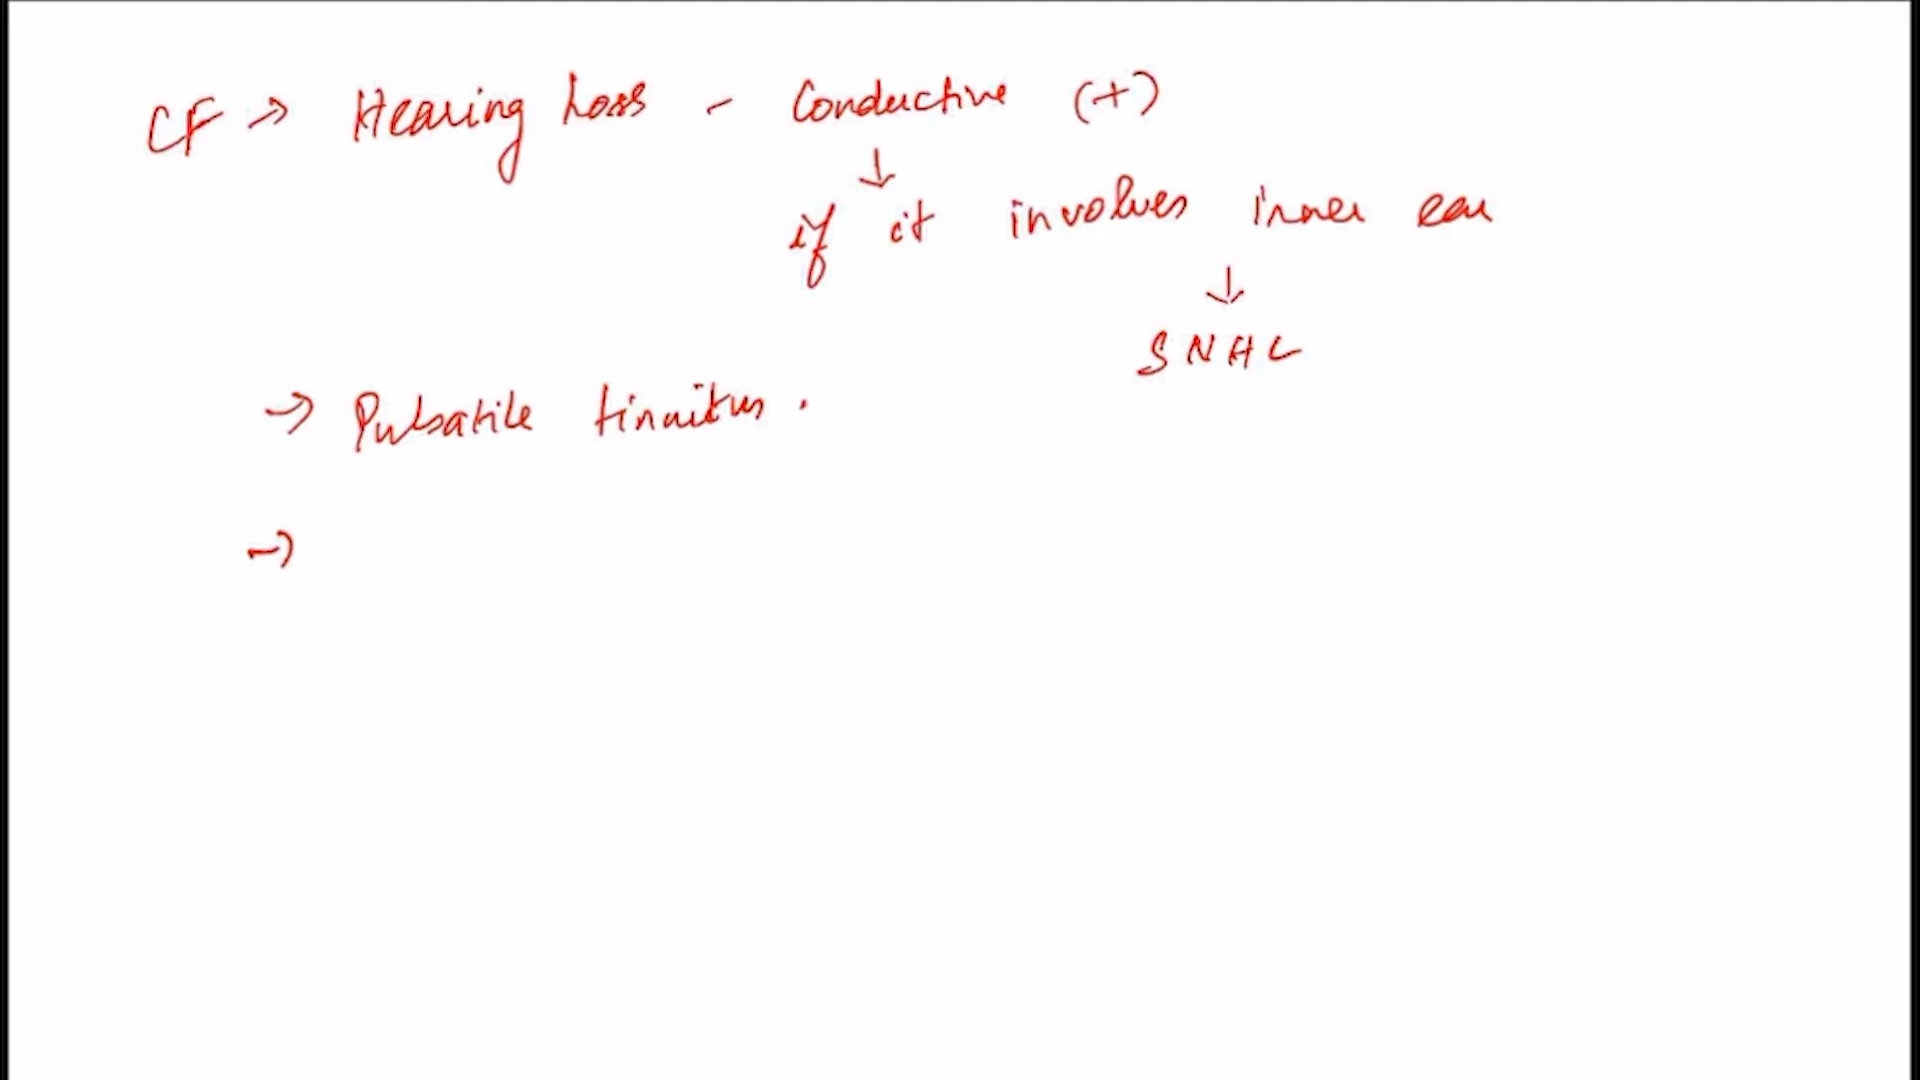 CF → Hearing Loss - Conductive (+)
↓
if it involves inner ear
↓
SNHL
→ Pulsatile tinnitus.
→